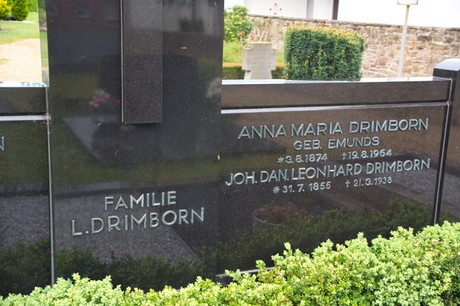 FAMILIE
L. DRIMBORN
ANNA MARIA DRIMBORN
GEB. EMUNDS
*3.8.1874 †19.8.1964
JOH. DAN. LEONHARD DRIMBORN
*31.7.1855 †21.3.1938